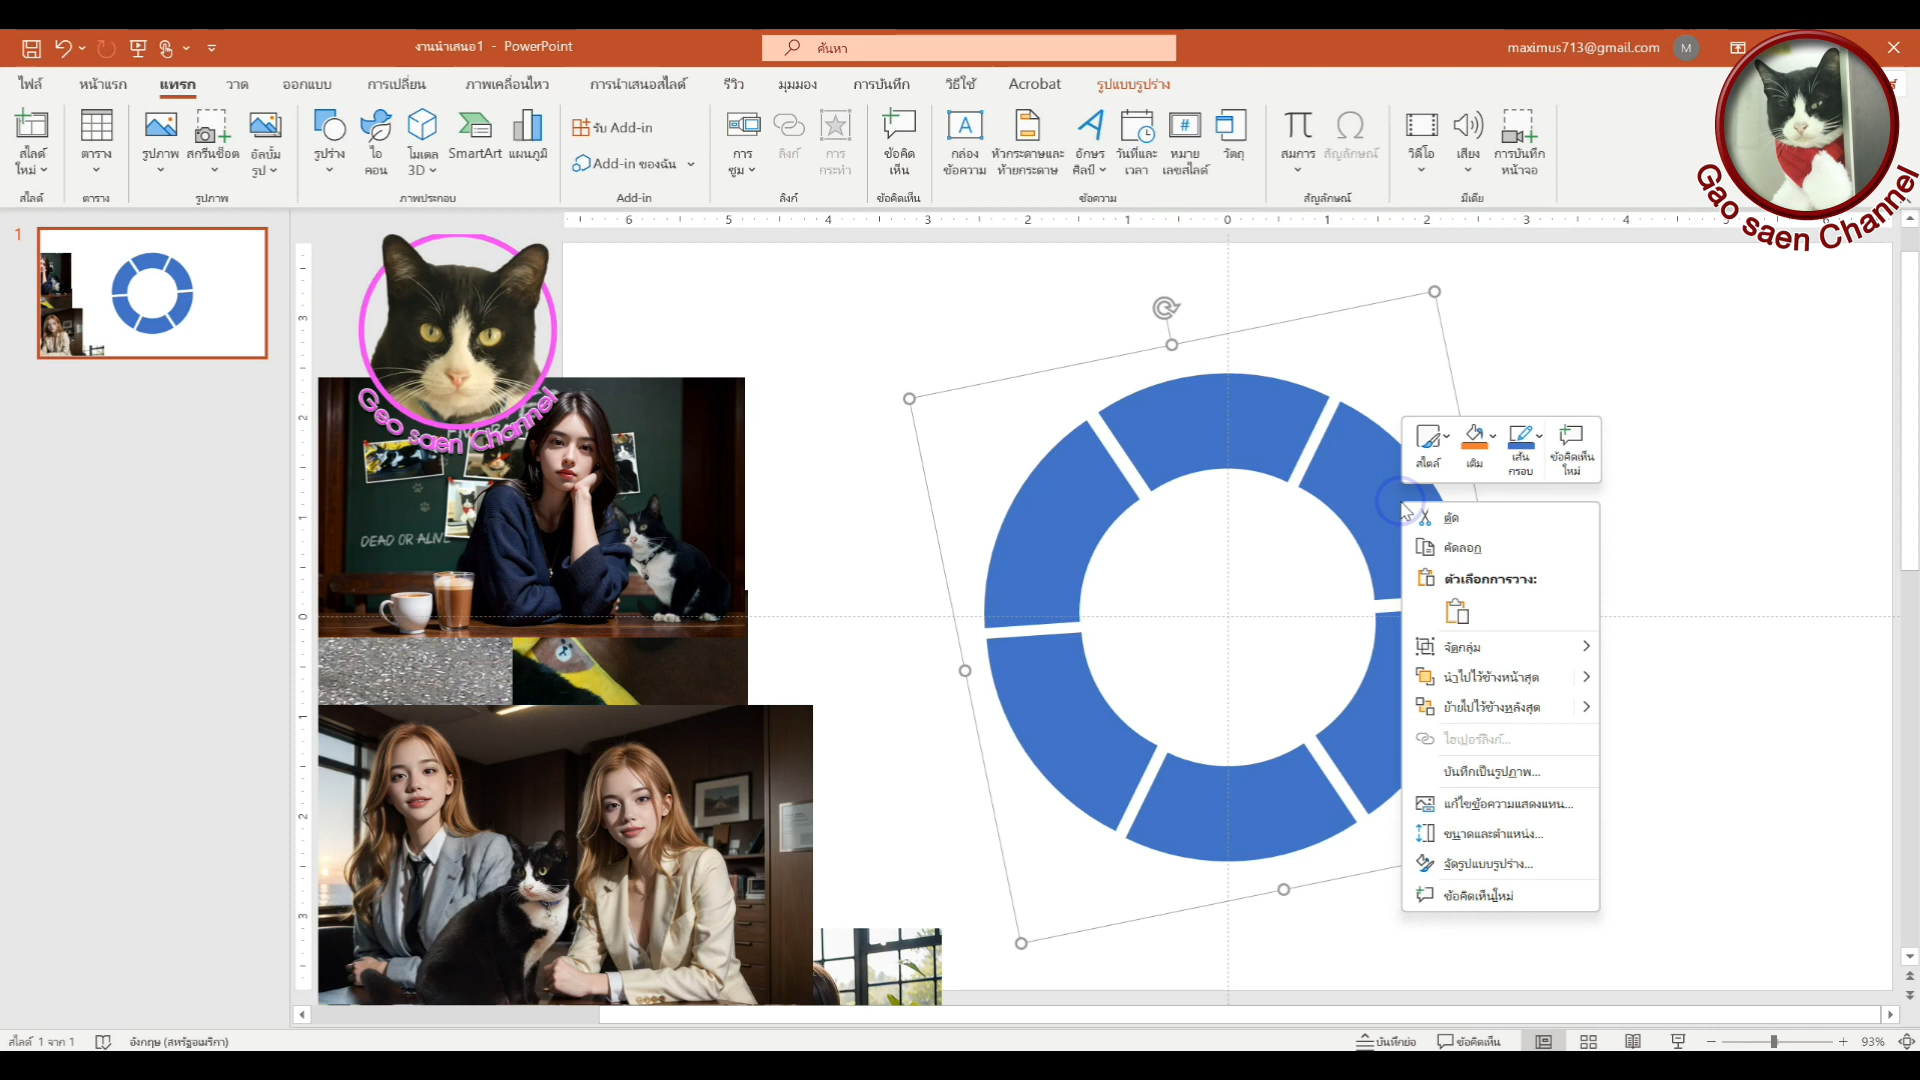 งานนำเสนอ1 - PowerPoint
ค้นหา
maximus713@gmail.com
M
ไฟล์ หน้าแรก แทรก วาด ออกแบบ การเปลี่ยน ภาพเคลื่อนไหว การนำเสนอสไลด์ รีวิว มุมมอง การบันทึก วิธีใช้ Acrobat รูปแบบรูปร่าง
สไลด์ใหม่
ตาราง
รูปภาพ
สกรีนช็อต
อัลบั้มรูป
รูปร่าง
ไอคอน
โมเดล 3D
SmartArt
แผนภูมิ
รับ Add-in
Add-in ของฉัน
การซูม
ลิงก์
การกระทำ
ข้อคิดเห็น
กล่องข้อความ
หัวกระดาษและท้ายกระดาษ
อักษรศิลป์
วันที่และเวลา
หมายเลขสไลด์
วัตถุ
สมการ
สัญลักษณ์
วิดีโอ
เสียง
การบันทึกหน้าจอ
สไลด์ ตาราง รูปภาพ ภาพประกอบ Add-in ลิงก์ ข้อคิดเห็น ข้อความ สัญลักษณ์ มีเดีย
Gao saen Channel
6 5 4 3 2 1 0 1 2 3 4
1
3
2
1
0
1
2
3
Gao saen Channel
DEAD OR ALIVE
สไตล์
เติม
เส้นกรอบ
ข้อคิดเห็นใหม่
ตัด
คัดลอก
ตัวเลือกการวาง:
จัดกลุ่ม
นำไปไว้ข้างหน้าสุด
ย้ายไปไว้ข้างหลังสุด
ไฮเปอร์ลิงก์...
บันทึกเป็นรูปภาพ...
แก้ไขข้อความแสดงแทน...
ขนาดและตำแหน่ง...
จัดรูปแบบรูปร่าง...
ข้อคิดเห็นใหม่
สไลด์ 1 จาก 1
อังกฤษ (สหรัฐอเมริกา)
บันทึกย่อ
ข้อคิดเห็น
93%